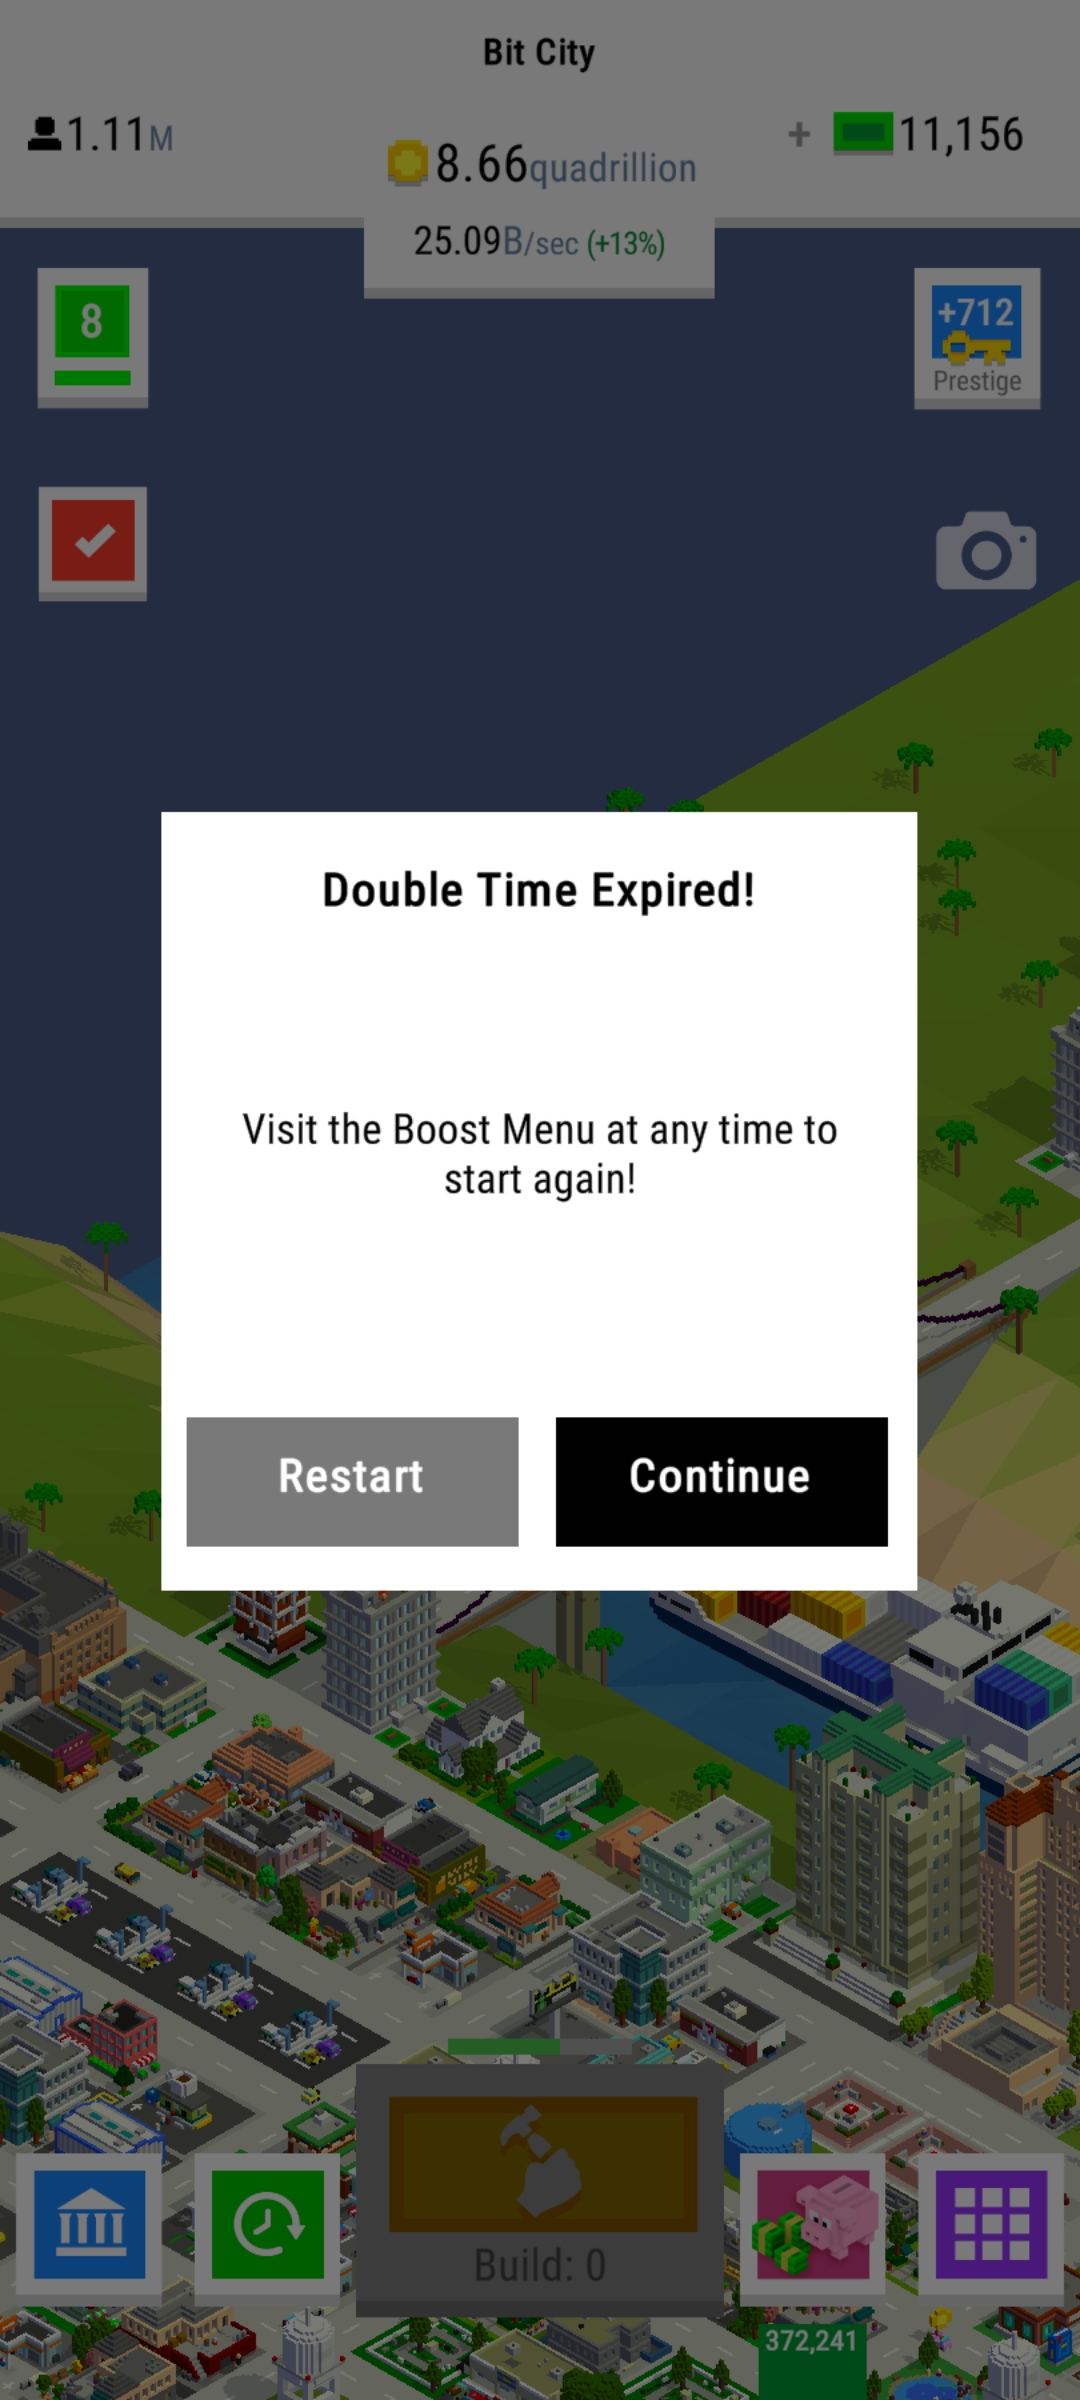 Bit City
1.11M
8.66quadrillion
+ 11,156
25.09B/sec (+13%)
8
+712
Prestige
Double Time Expired!
Visit the Boost Menu at any time to
start again!
Restart
Continue
Build: 0
372,241